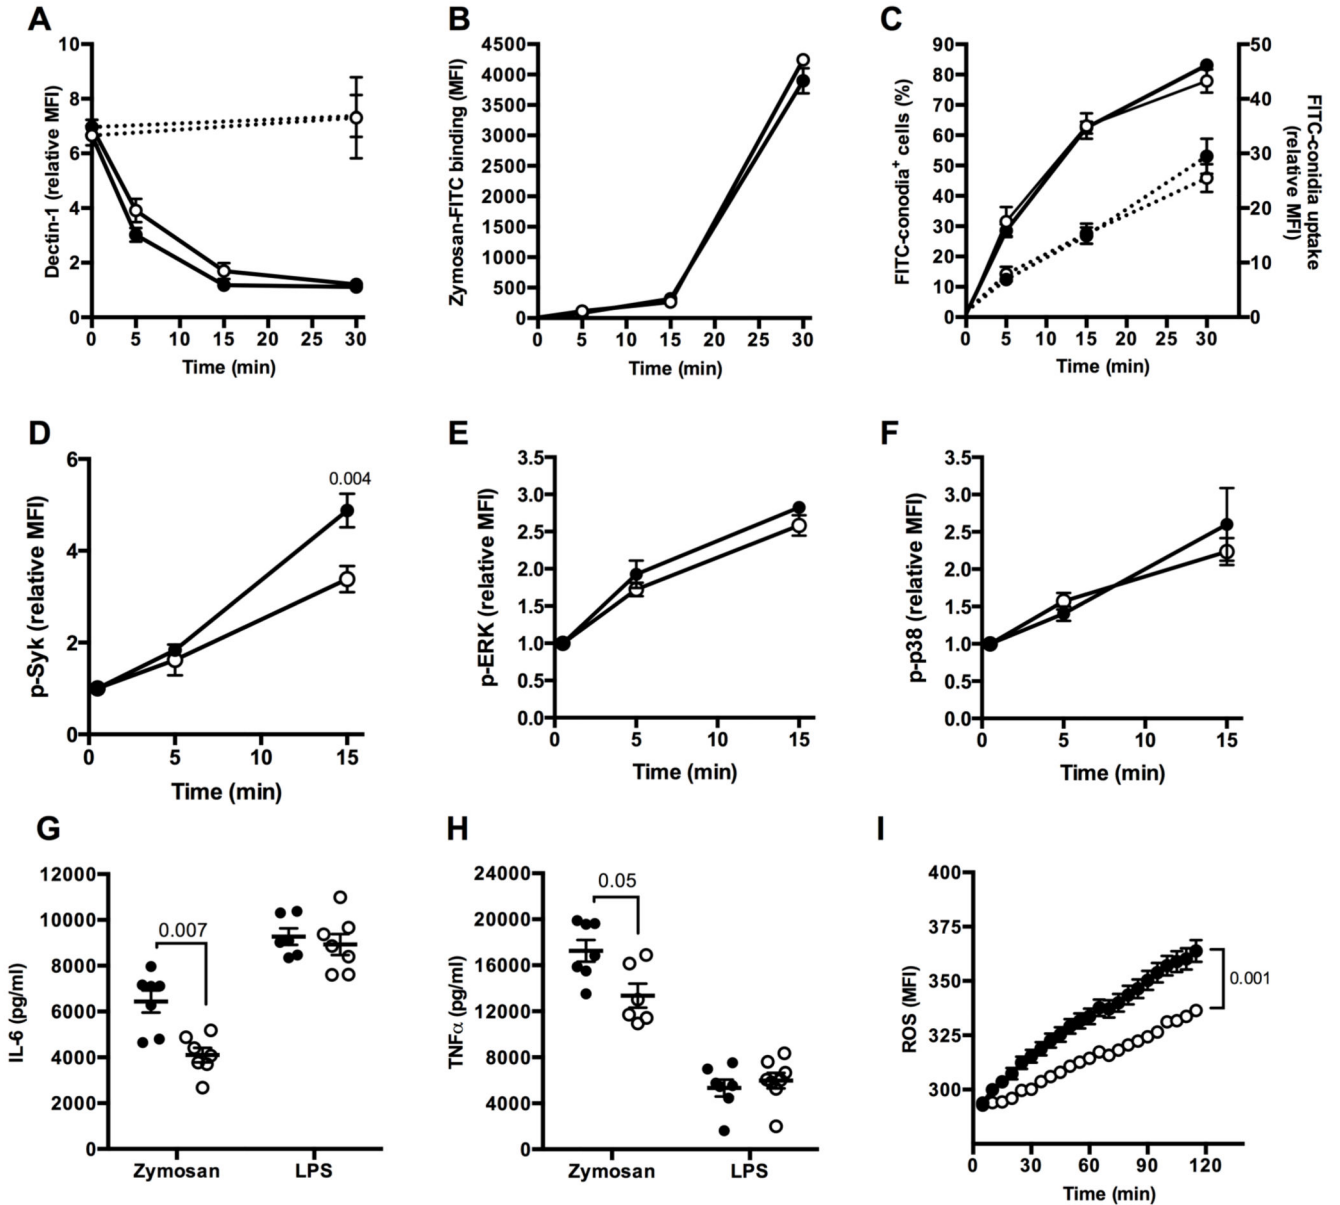 A
Dectin-1 (relative MFI)
10
8
6
4
2
0
0 5 10 15 20 25 30
Time (min)
B
Zymosan-FITC binding (MFI)
4500
4000
3500
3000
2500
2000
1500
1000
500
0
0 5 10 15 20 25 30
Time (min)
C
FITC-conodia+ cells (%)
90
80
70
60
50
40
30
20
10
0
50
40
30
20
10
0
FITC-conidia uptake
(relative MFI)
0 5 10 15 20 25 30
Time (min)
D
p-Syk (relative MFI)
6
4
2
0
0.004
0 5 10 15
Time (min)
E
p-ERK (relative MFI)
3.5
3.0
2.5
2.0
1.5
1.0
0.5
0.0
0 5 10 15
Time (min)
F
p-p38 (relative MFI)
3.5
3.0
2.5
2.0
1.5
1.0
0.5
0.0
0 5 10 15
Time (min)
G
IL-6 (pg/ml)
12000
10000
8000
6000
4000
2000
0
0.007
Zymosan LPS
H
TNFα (pg/ml)
24000
20000
16000
12000
8000
4000
0
0.05
Zymosan LPS
I
ROS (MFI)
400
375
350
325
300
0.001
0 30 60 90 120
Time (min)